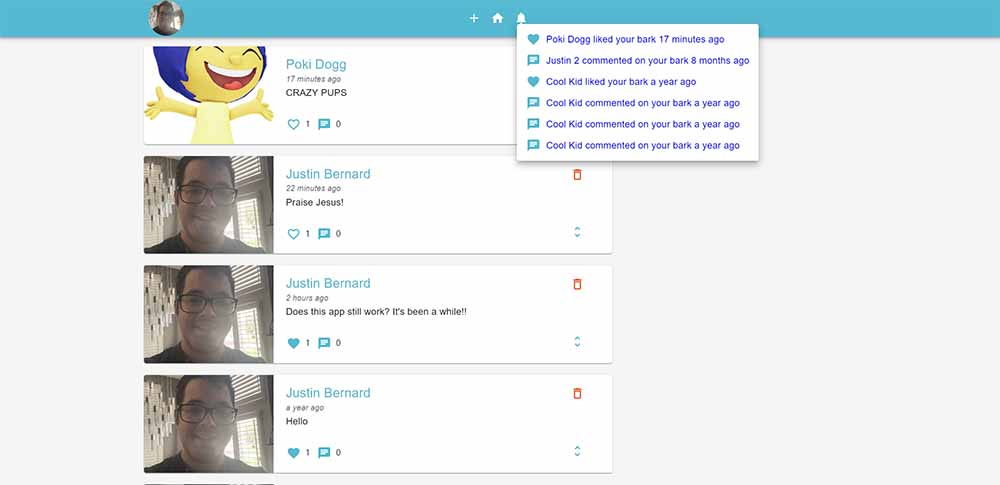 Poki Dogg liked your bark 17 minutes ago
Justin 2 commented on your bark 8 months ago
Cool Kid liked your bark a year ago
Cool Kid commented on your bark a year ago
Cool Kid commented on your bark a year ago
Cool Kid commented on your bark a year ago
Poki Dogg
17 minutes ago
CRAZY PUPS
1 0
Justin Bernard
22 minutes ago
Praise Jesus!
1 0
Justin Bernard
2 hours ago
Does this app still work? It's been a while!!
1 0
Justin Bernard
a year ago
Hello
1 0